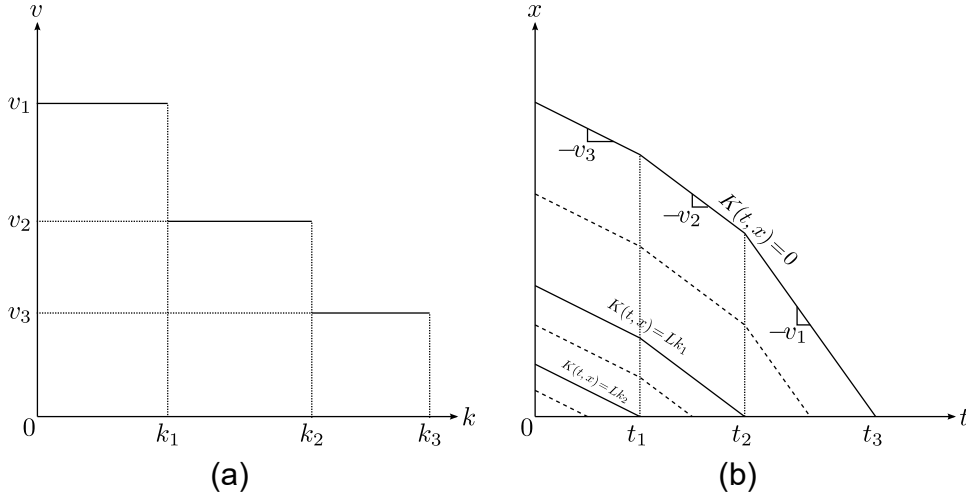 v
v₁
v₂
v₃
0
k₁
k₂
k₃
k
(a)
x
−v₃
−v₂
K(t,x)=0
−v₁
K(t,x)=Lk₁
K(t,x)=Lk₂
0
t₁
t₂
t₃
t
(b)